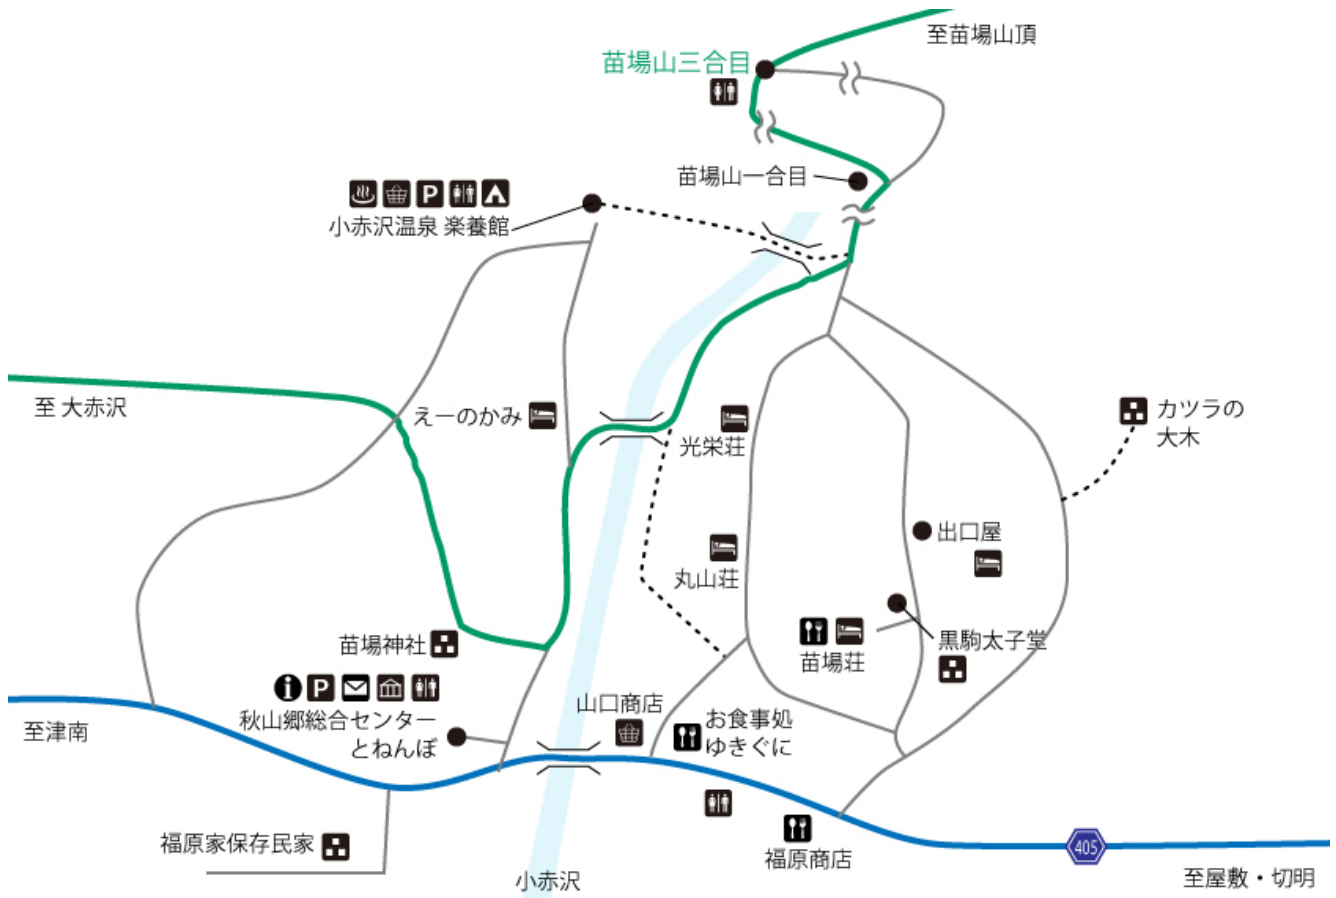 至苗場山頂
苗場山三合目
苗場山一合目
小赤沢温泉 楽養館
P
至 大赤沢
えーのかみ
光栄荘
カツラの
大木
出口屋
丸山荘
苗場荘
黒駒太子堂
苗場神社
i P
秋山郷総合センター
とねんぼ
山口商店
お食事処
ゆきぐに
至津南
福原家保存民家
福原商店
405
小赤沢
至屋敷・切明